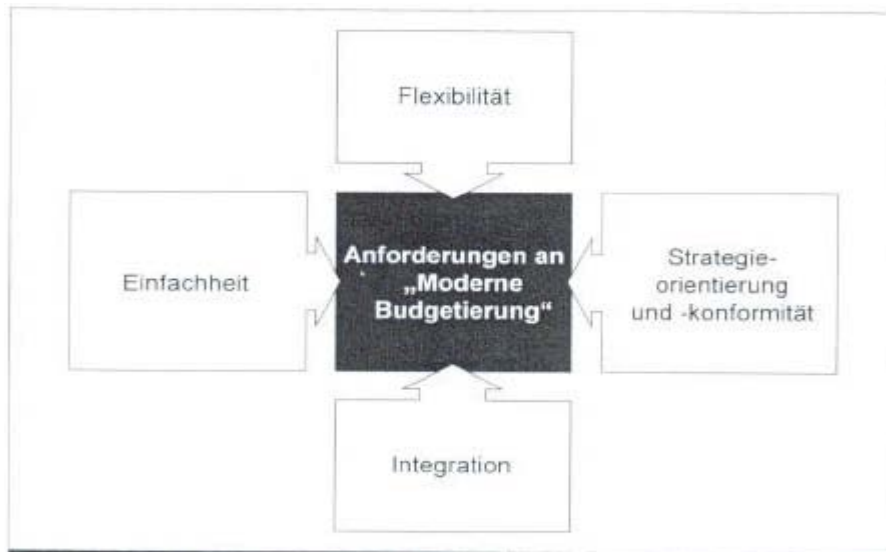 Flexibilität
Einfachheit
Anforderungen an
„Moderne
Budgetierung“
Strategie-
orientierung
und -konformität
Integration